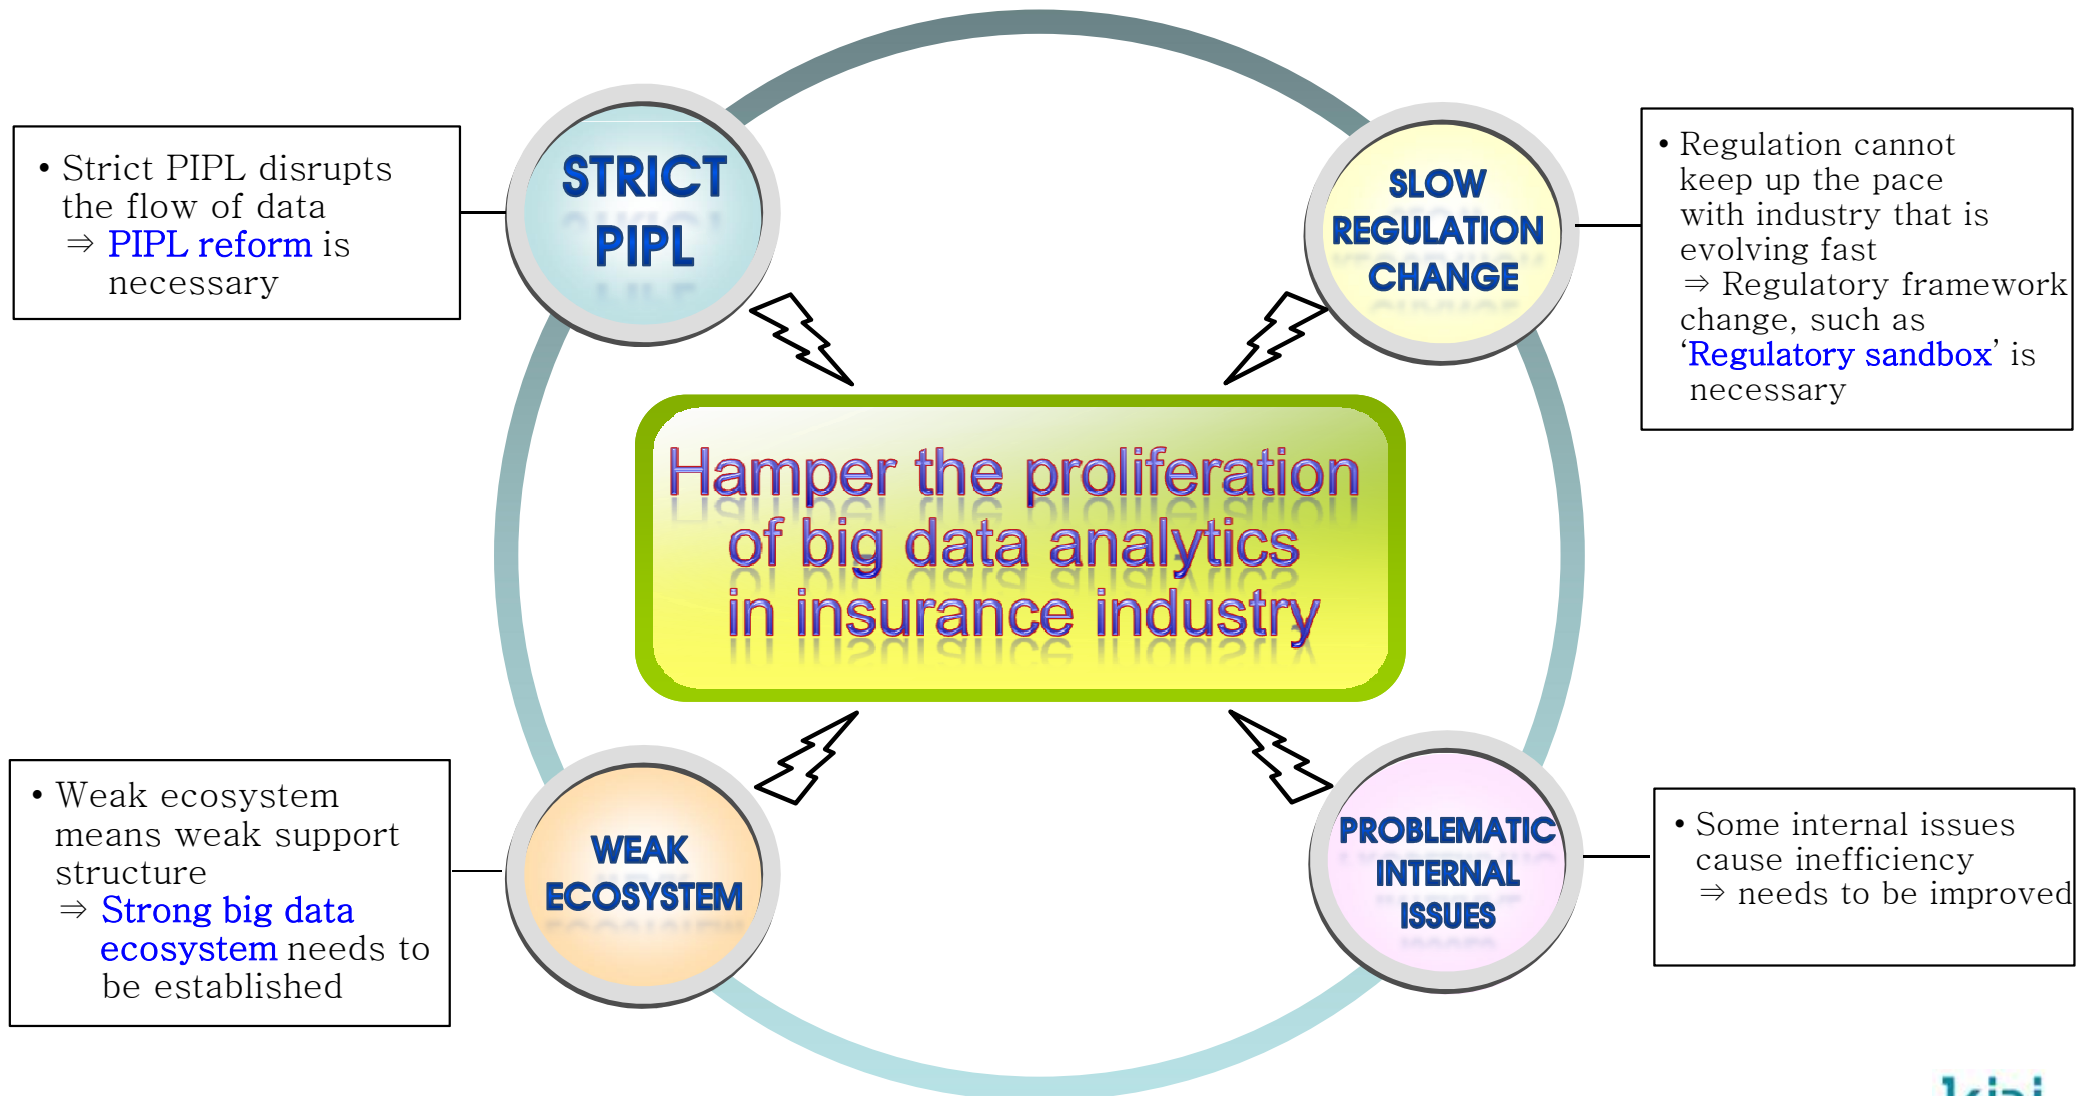 STRICT
PIPL
• Strict PIPL disrupts
the flow of data
⇒ PIPL reform is
necessary
SLOW
REGULATION
CHANGE
• Regulation cannot
keep up the pace
with industry that is
evolving fast
⇒ Regulatory framework
change, such as
‘Regulatory sandbox’ is
necessary
Hamper the proliferation
of big data analytics
in insurance industry
WEAK
ECOSYSTEM
• Weak ecosystem
means weak support
structure
⇒ Strong big data
ecosystem needs to
be established
PROBLEMATIC
INTERNAL
ISSUES
• Some internal issues
cause inefficiency
⇒ needs to be improved